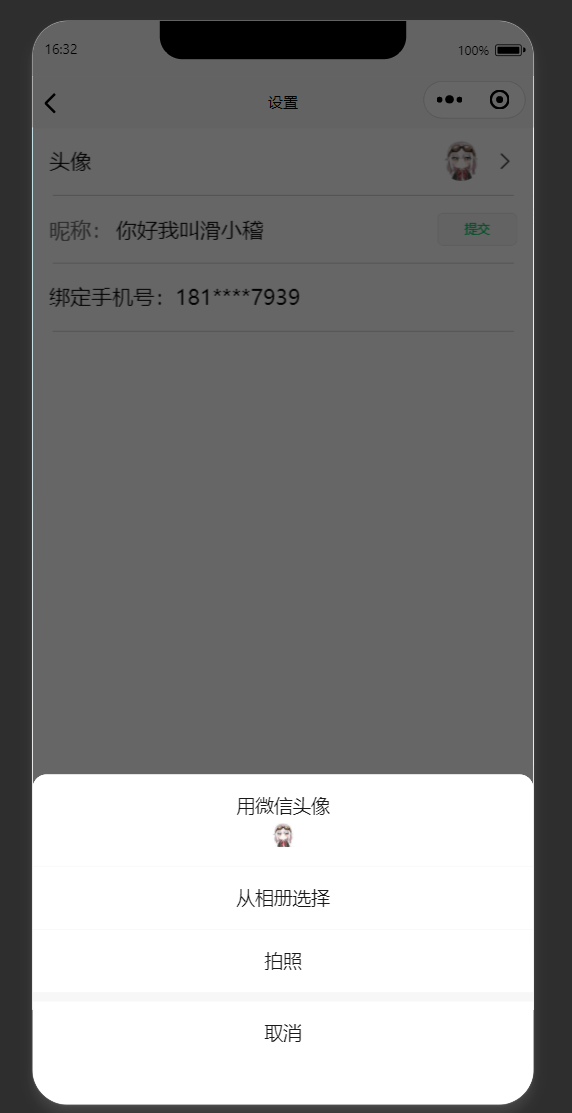 16:32
100%
设置
头像
昵称： 你好我叫滑小稽
提交
绑定手机号：181****7939
用微信头像
从相册选择
拍照
取消